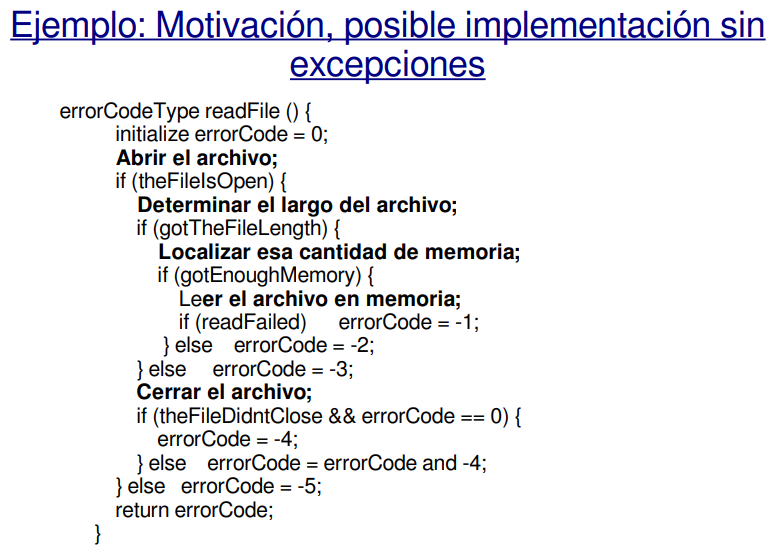 Ejemplo: Motivación, posible implementación sin
excepciones
errorCodeType readFile () {
initialize errorCode = 0;
Abrir el archivo;
if (theFileIsOpen) {
Determinar el largo del archivo;
if (gotTheFileLength) {
Localizar esa cantidad de memoria;
if (gotEnoughMemory) {
Leer el archivo en memoria;
if (readFailed) errorCode = -1;
} else errorCode = -2;
} else errorCode = -3;
Cerrar el archivo;
if (theFileDidntClose && errorCode == 0) {
errorCode = -4;
} else errorCode = errorCode and -4;
} else errorCode = -5;
return errorCode;
}